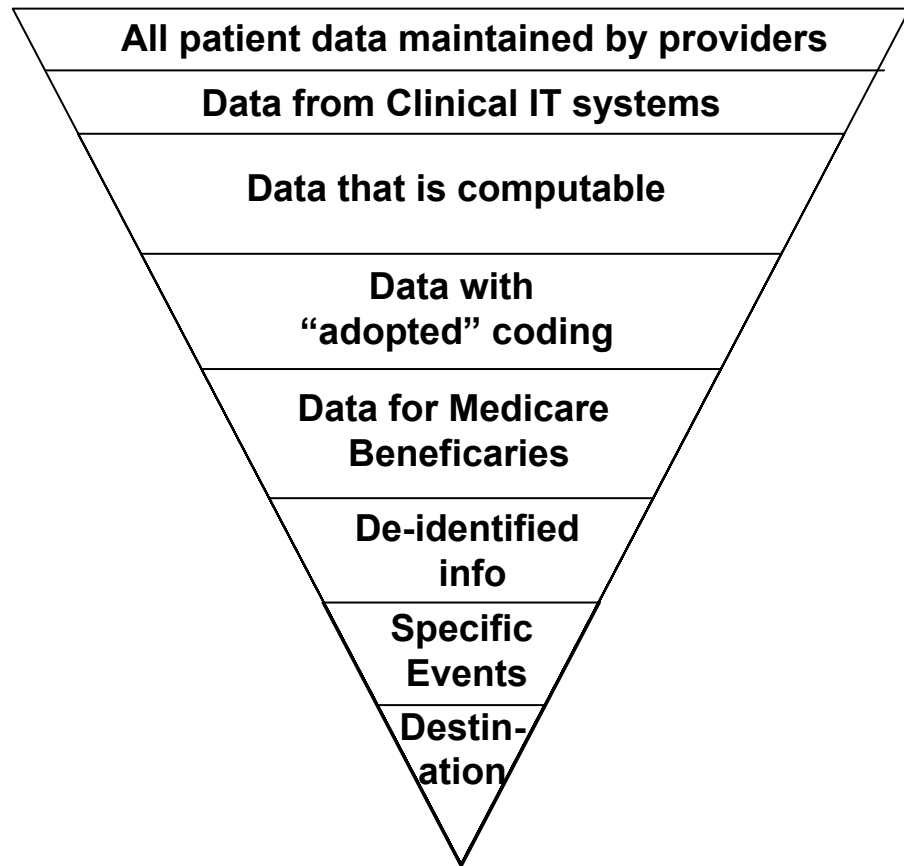 All patient data maintained by providers
Data from Clinical IT systems
Data that is computable
Data with
“adopted” coding
Data for Medicare
Beneficaries
De-identified
info
Specific
Events
Destin-
ation